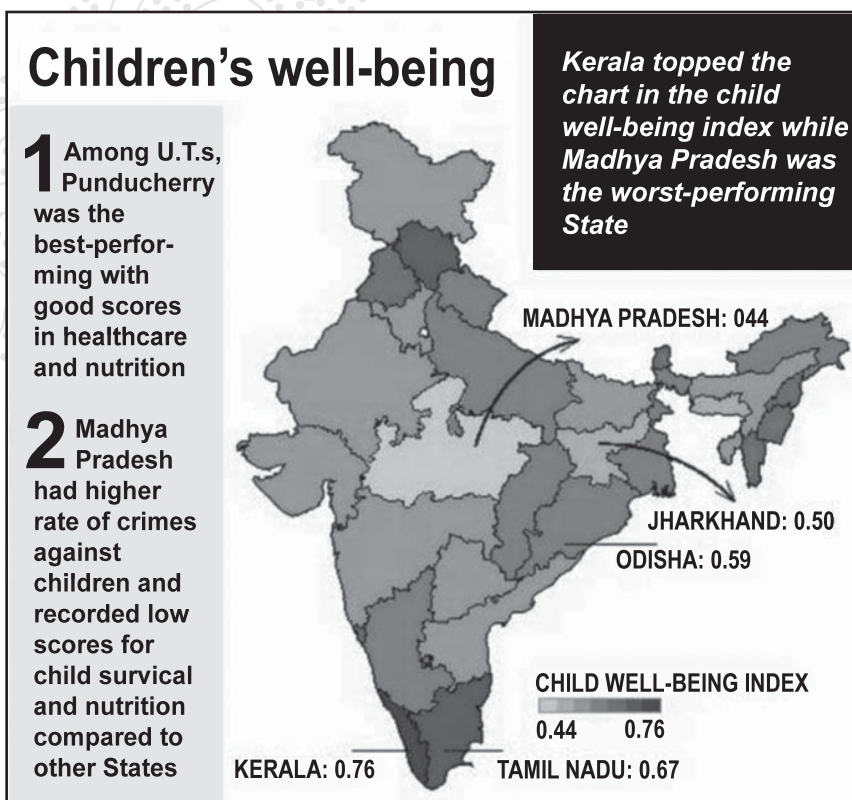 Children's well-being
Kerala topped the
chart in the child
well-being index while
Madhya Pradesh was
the worst-performing
State
1 Among U.T.s,
Punducherry
was the
best-perfor-
ming with
good scores
in healthcare
and nutrition
2 Madhya
Pradesh
had higher
rate of crimes
against
children and
recorded low
scores for
child survical
and nutrition
compared to
other States
MADHYA PRADESH: 044
JHARKHAND: 0.50
ODISHA: 0.59
CHILD WELL-BEING INDEX
0.44 0.76
KERALA: 0.76
TAMIL NADU: 0.67